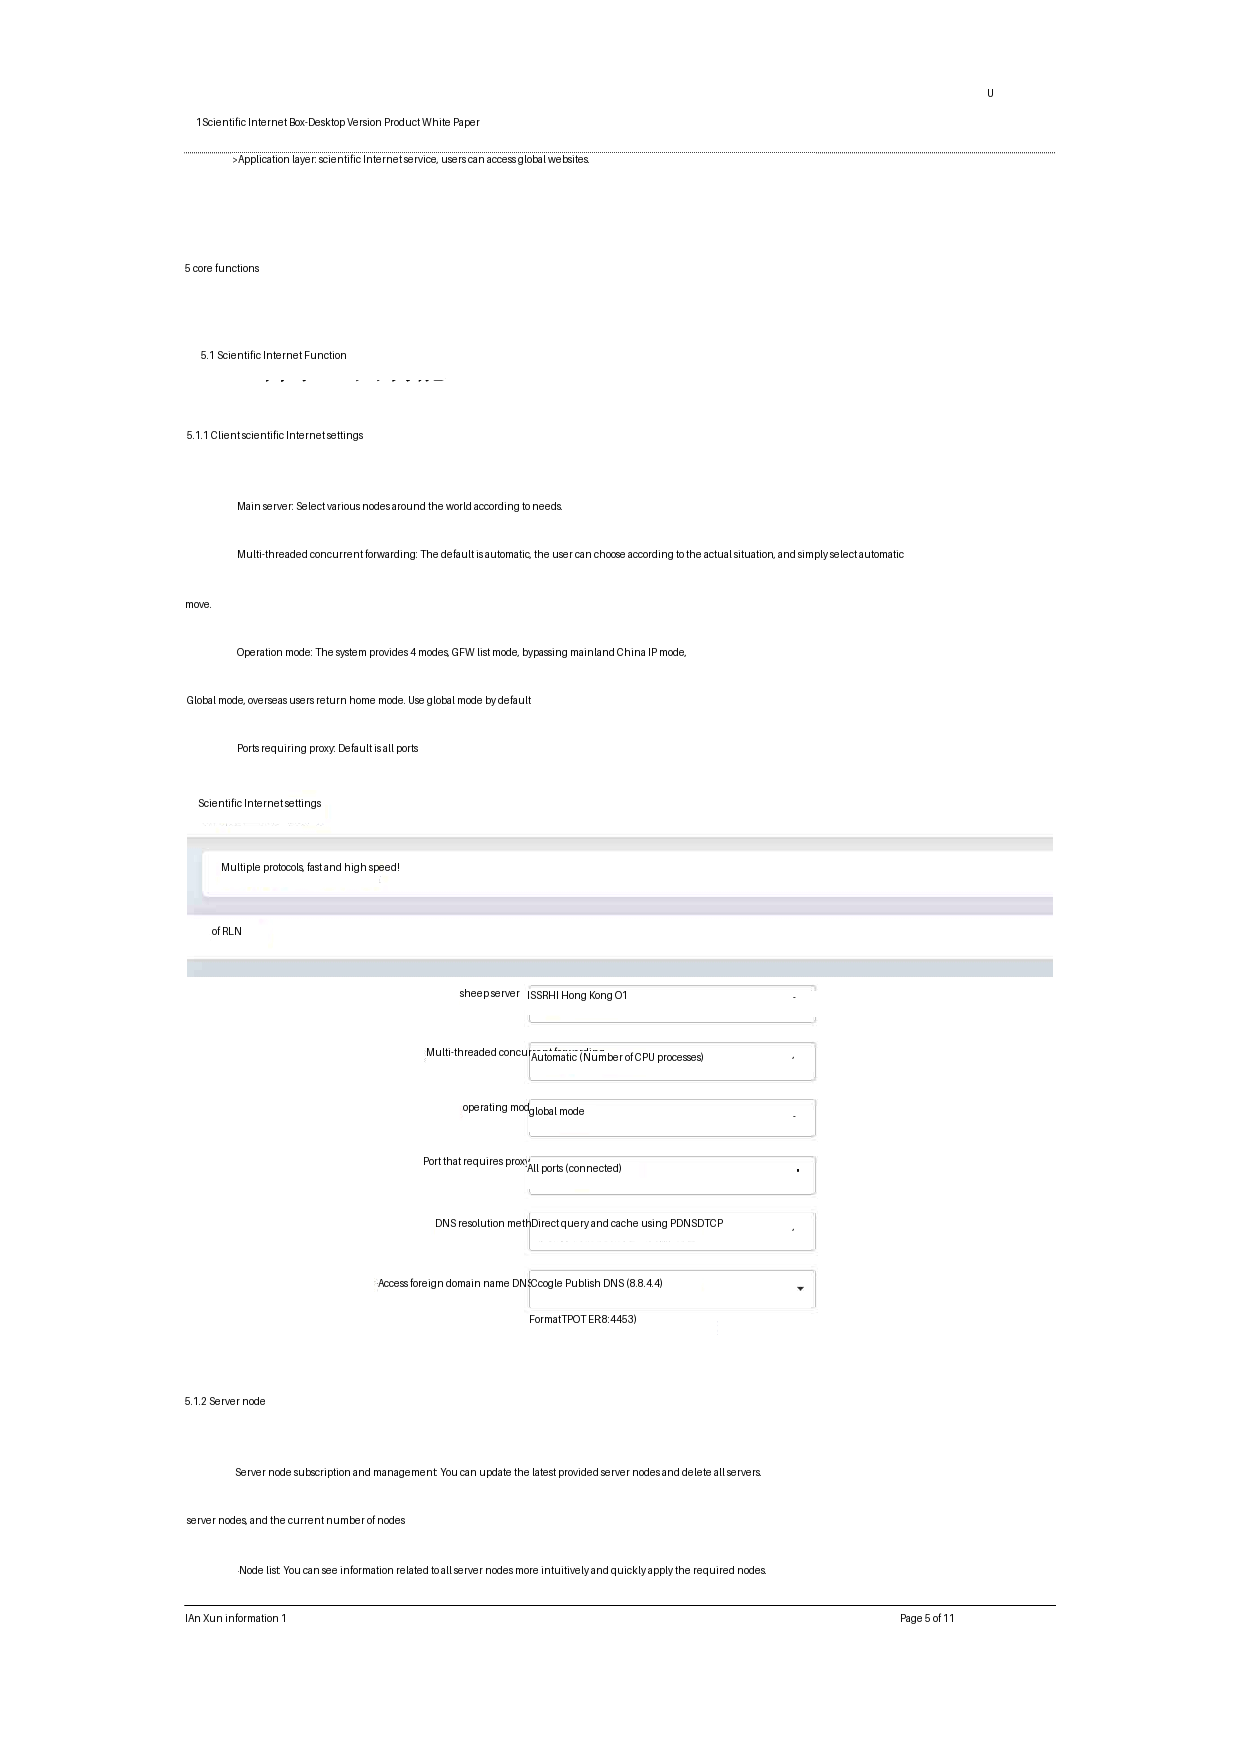 U
1Scientific Internet Box-Desktop Version Product White Paper
>Application layer: scientific Internet service, users can access global websites.
5 core functions
5.1 Scientific Internet Function
5.1.1 Client scientific Internet settings
Main server: Select various nodes around the world according to needs.
Multi-threaded concurrent forwarding: The default is automatic, the user can choose according to the actual situation, and simply select automatic
move.
Operation mode: The system provides 4 modes, GFW list mode, bypassing mainland China IP mode,
Global mode, overseas users return home mode. Use global mode by default
Ports requiring proxy: Default is all ports
Scientific Internet settings
Multiple protocols, fast and high speed!
of RLN
sheep server ISSRHI Hong Kong O1
Multi-threaded concurrent forwarding Automatic (Number of CPU processes)
operating mod global mode
Port that requires proxy All ports (connected)
DNS resolution meth Direct query and cache using PDNSDTCP
Access foreign domain name DNS Ccogle Publish DNS (8.8.4.4)
FormatTPOT ER8:4453)
5.1.2 Server node
Server node subscription and management: You can update the latest provided server nodes and delete all servers.
server nodes, and the current number of nodes
Node list: You can see information related to all server nodes more intuitively and quickly apply the required nodes.
IAn Xun information 1 Page 5 of 11